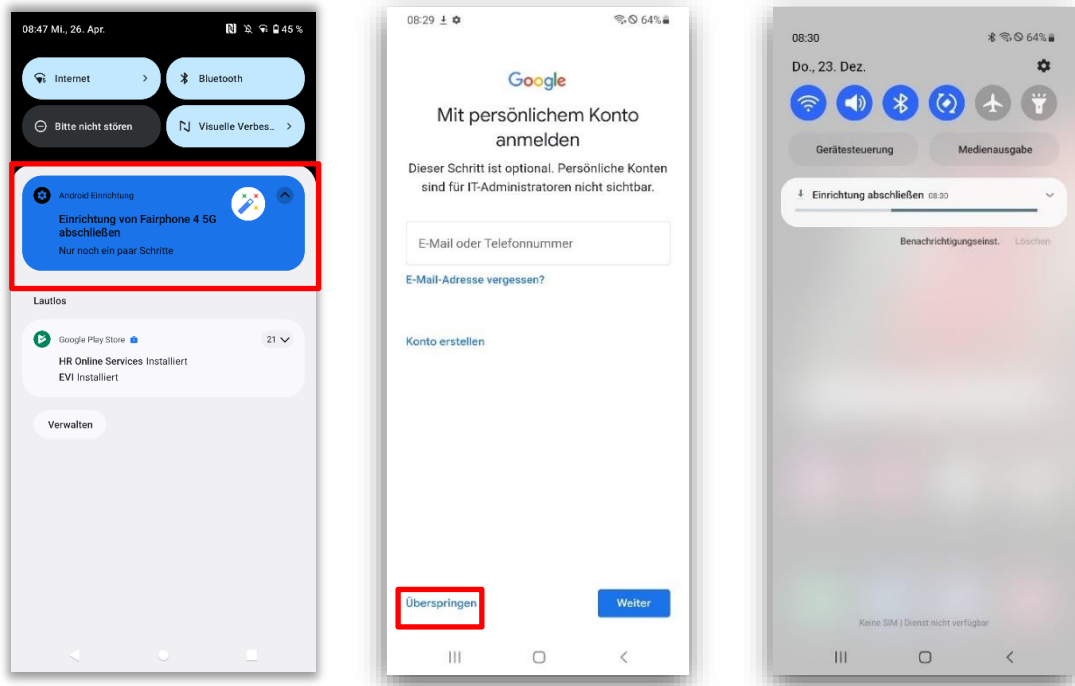 08:47 Mi., 26. Apr.
45 %
Internet
Bluetooth
Bitte nicht stören
Visuelle Verbes..
Android Einrichtung
Einrichtung von Fairphone 4 5G
abschließen
Nur noch ein paar Schritte
Lautlos
Google Play Store
21
HR Online Services Installiert
EVI Installiert
Verwalten
08:29
64%
Google
Mit persönlichem Konto
anmelden
Dieser Schritt ist optional. Persönliche Konten
sind für IT-Administratoren nicht sichtbar.
E-Mail oder Telefonnummer
E-Mail-Adresse vergessen?
Konto erstellen
Überspringen
Weiter
08:30
64%
Do., 23. Dez.
Gerätesteuerung
Medienausgabe
Einrichtung abschließen 08:30
Benachrichtigungseinst.
Löschen
Keine SIM | Dienst nicht verfügbar